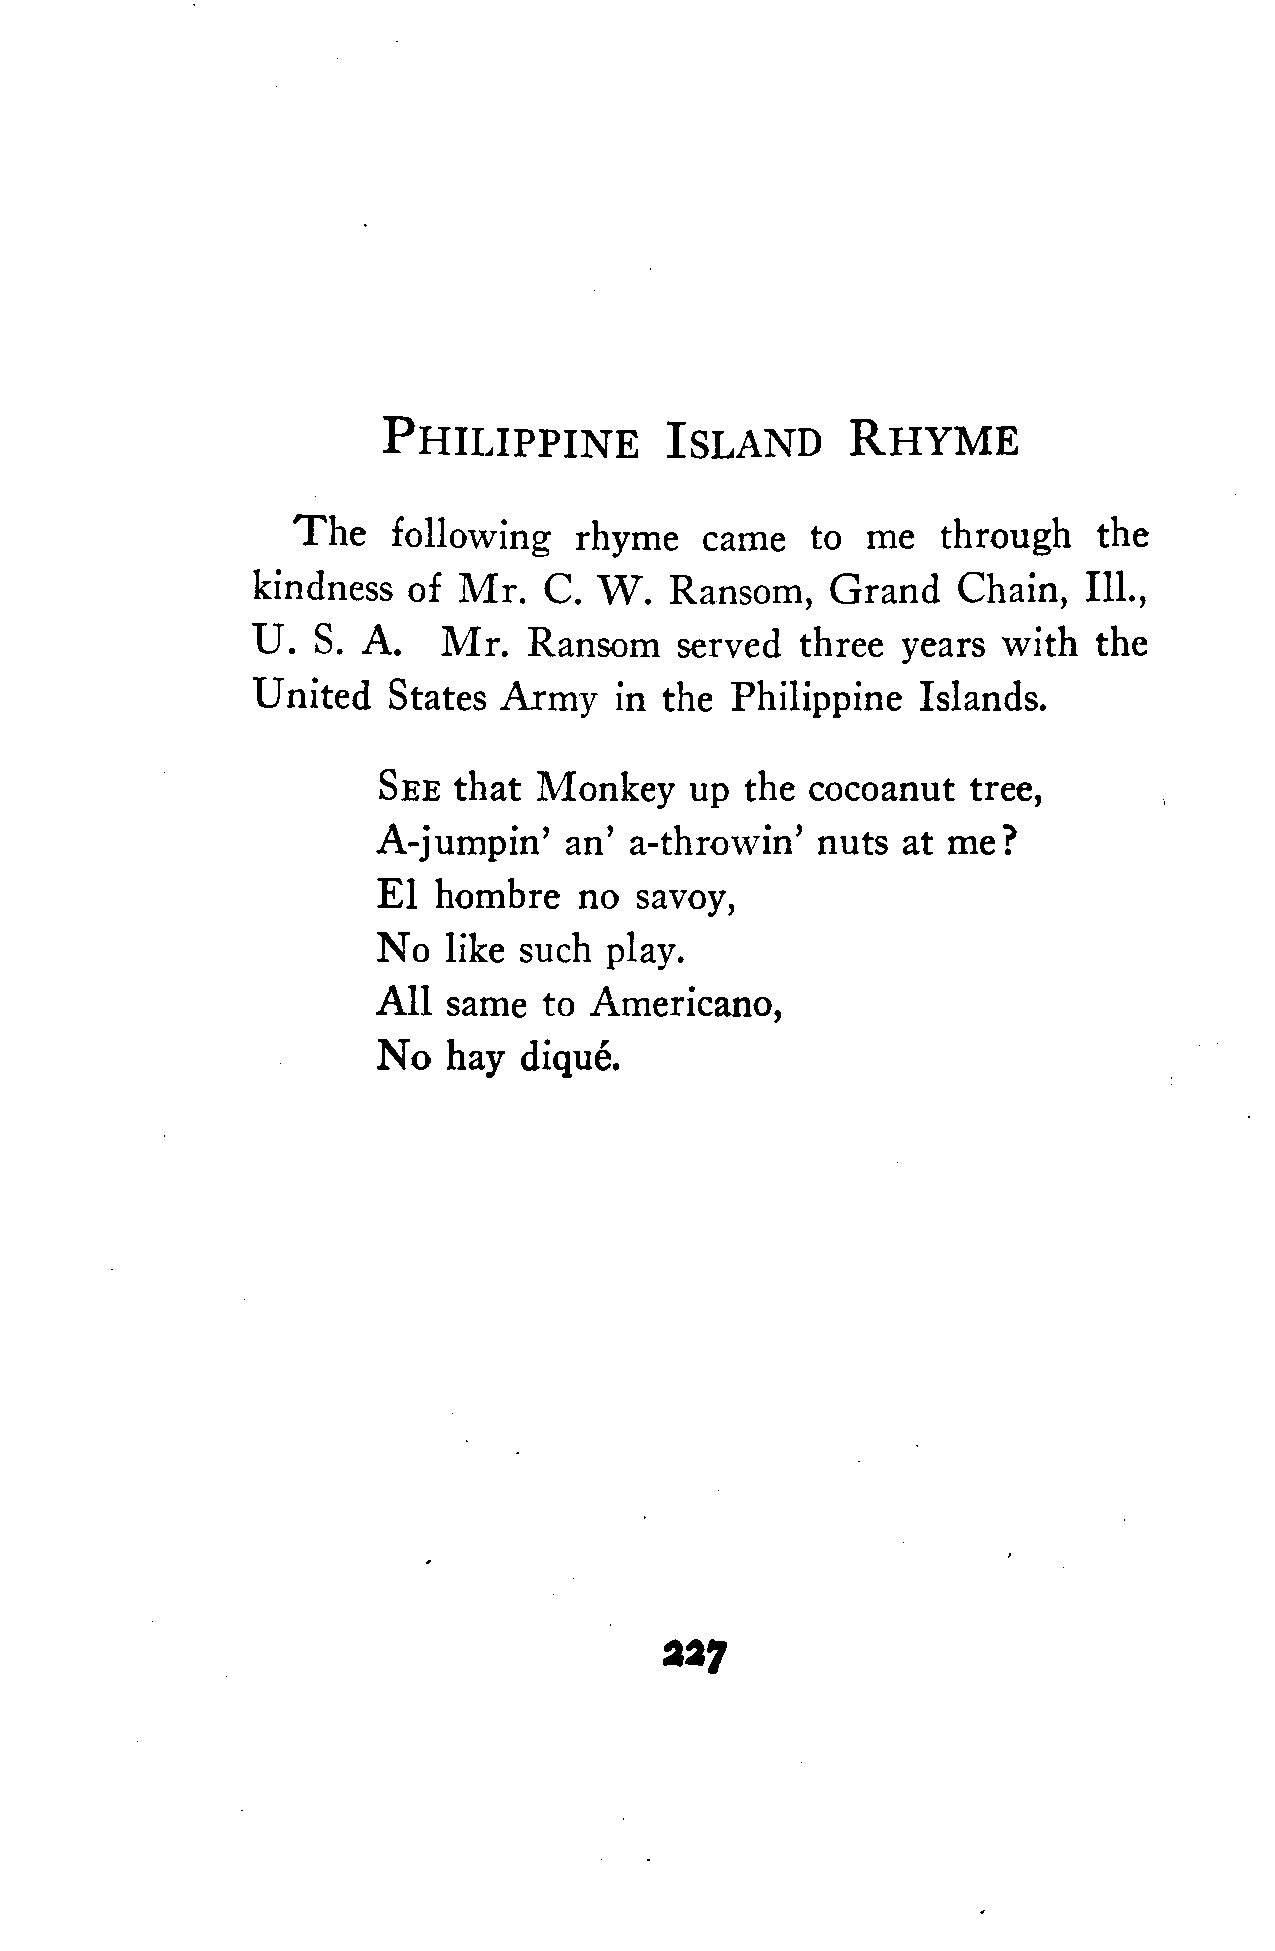 PHILIPPINE ISLAND RHYME
The following rhyme came to me through the
kindness of Mr. C. W. Ransom, Grand Chain, Ill.,
U. S. A. Mr. Ransom served three years with the
United States Army in the Philippine Islands.
SEE that Monkey up the cocoanut tree,
A-jumpin' an' a-throwin' nuts at me?
El hombre no savoy,
No like such play.
All same to Americano,
No hay diqué.
227